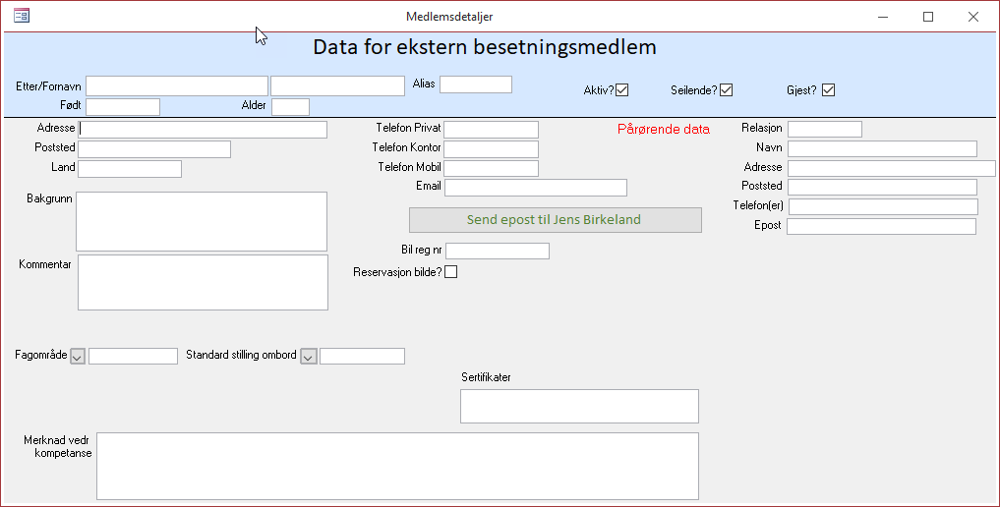 Medlemsdetaljer
Data for ekstern besetningsmedlem
Etter/Fornavn Alias Aktiv? Seilende? Gjest?
Født Alder
Adresse Telefon Privat Pårørende data Relasjon
Poststed Telefon Kontor Navn
Land Telefon Mobil Adresse
Email Poststed
Bakgrunn Telefon(er)
Send epost til Jens Birkeland Epost
Bil reg nr
Kommentar Reservasjon bilde?
Fagområde Standard stilling ombord
Sertifikater
Merknad vedr
kompetanse